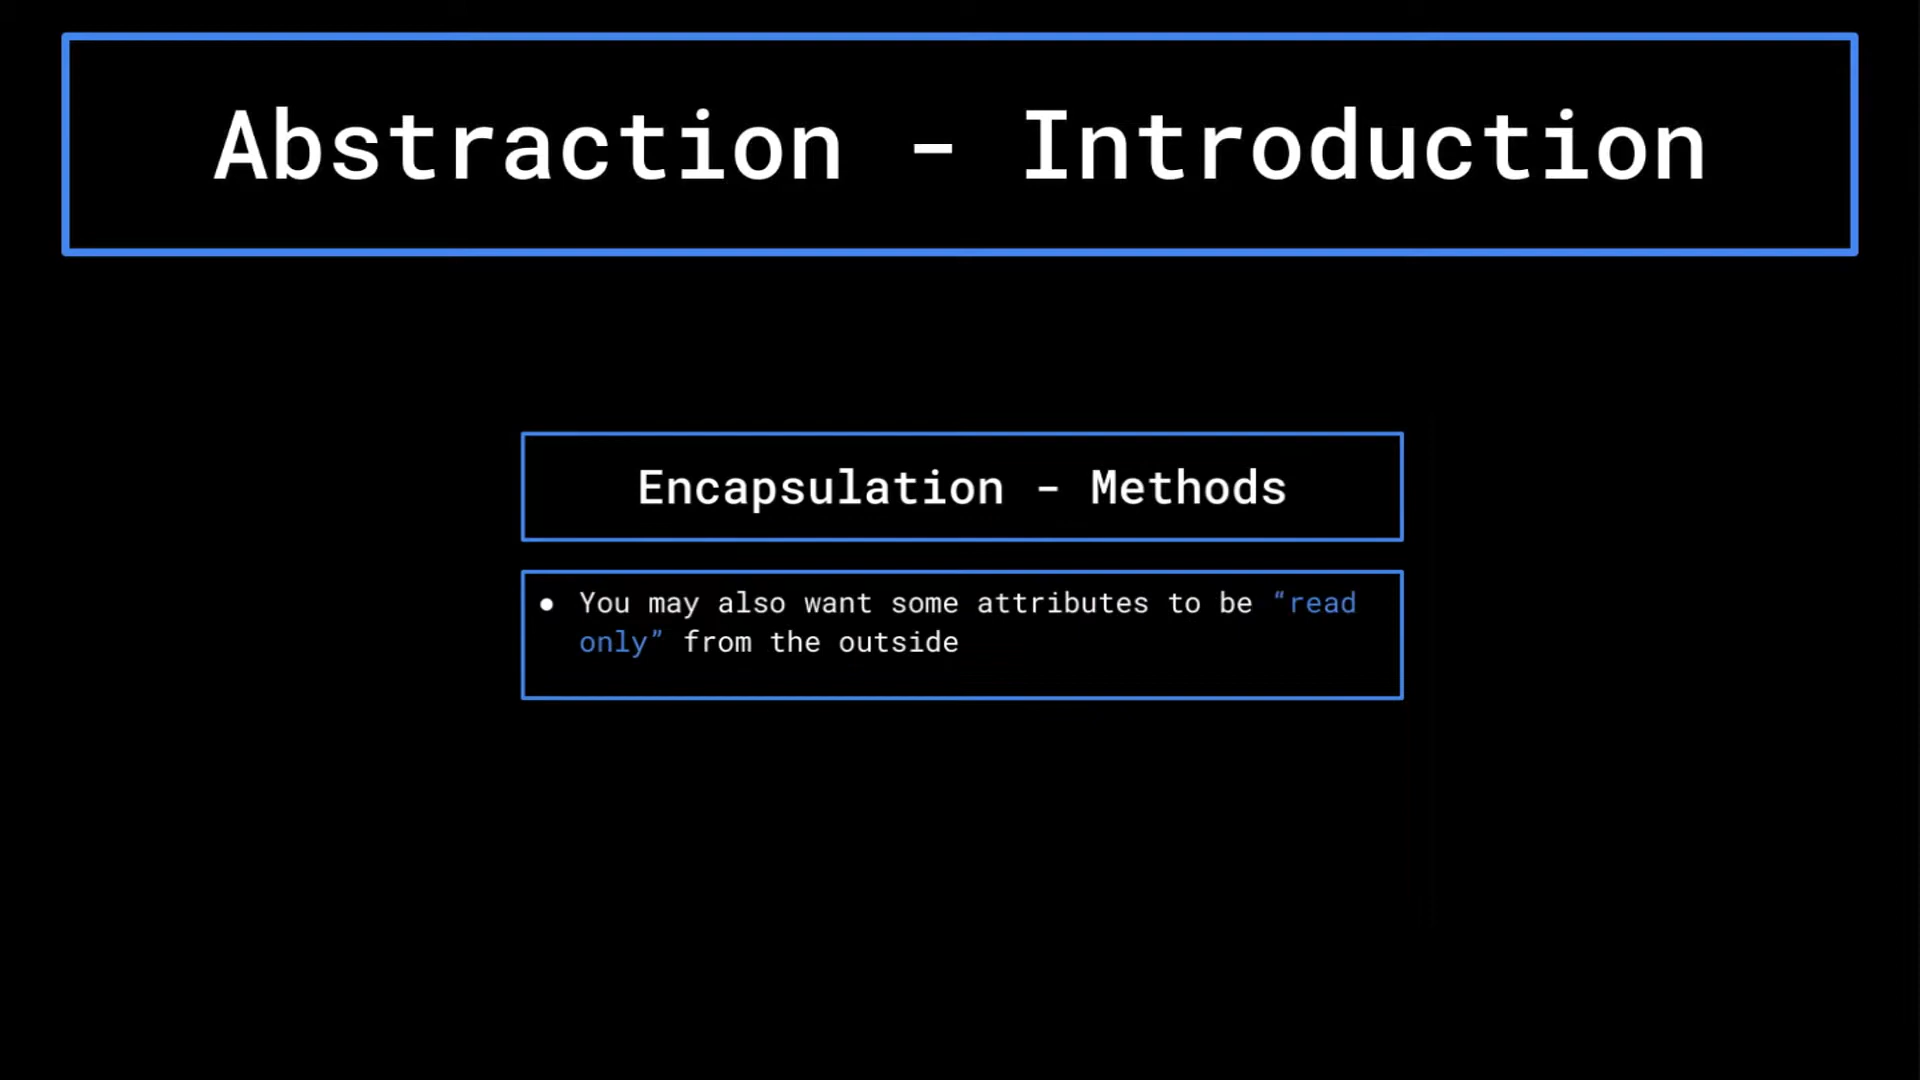 Abstraction - Introduction
Encapsulation - Methods
● You may also want some attributes to be “read
only” from the outside